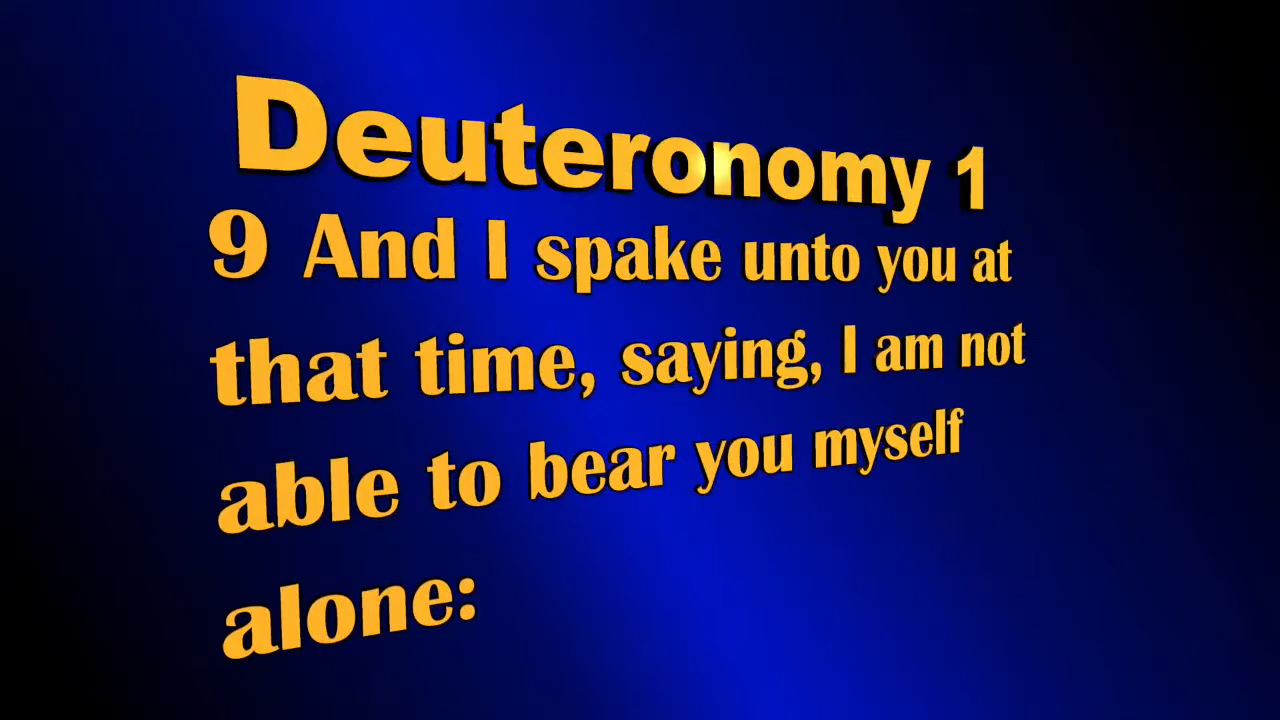 Deuteronomy 1
9 And I spake unto you at
that time, saying, I am not
able to bear you myself
alone: